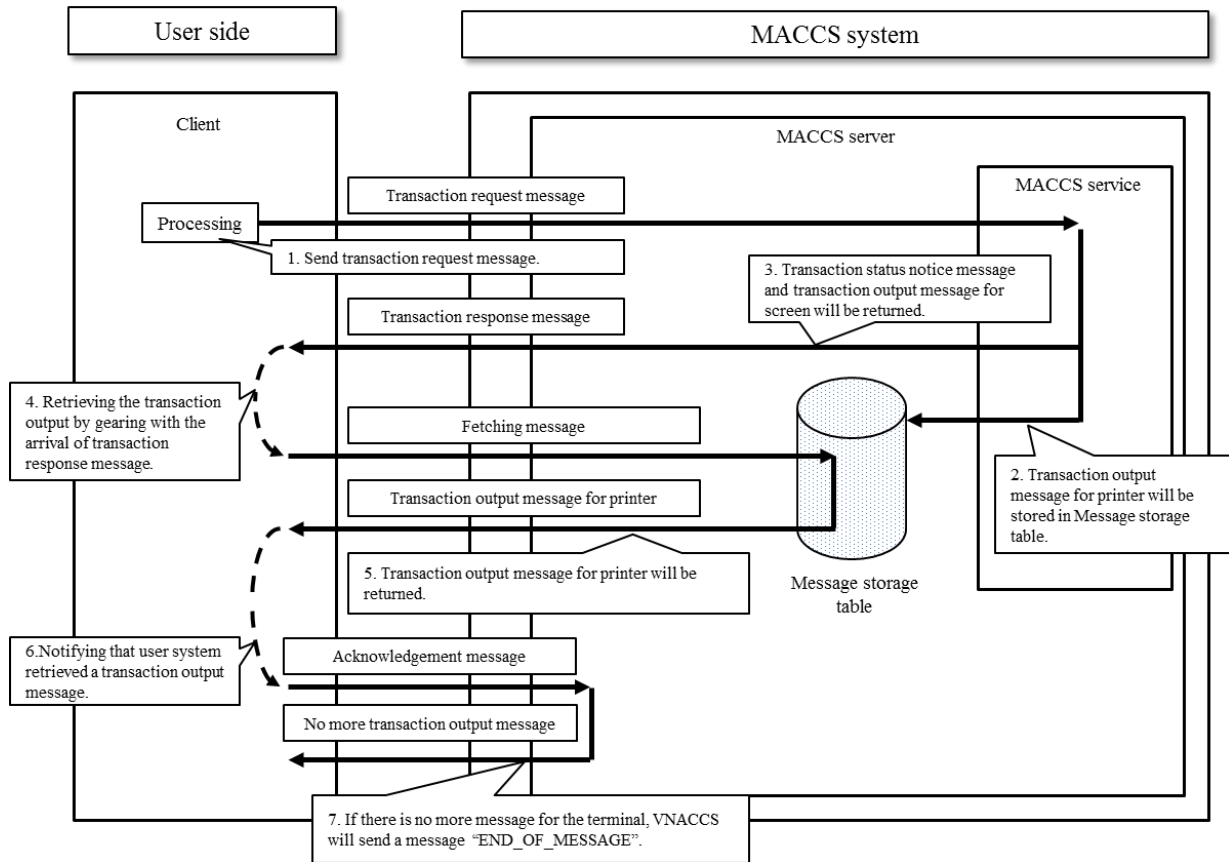 User side
MACCS system
Client
MACCS server
MACCS service
Transaction request message
Processing
1. Send transaction request message.
3. Transaction status notice message
and transaction output message for
screen will be returned.
Transaction response message
4. Retrieving the transaction
output by gearing with the
arrival of transaction
response message.
Fetching message
2. Transaction output
message for printer will be
stored in Message storage
table.
Transaction output message for printer
5. Transaction output message for printer will be
returned.
Message storage
table
6.Notifying that user system
retrieved a transaction output
message.
Acknowledgement message
No more transaction output message
7. If there is no more message for the terminal, VNACCS
will send a message “END_OF_MESSAGE”.